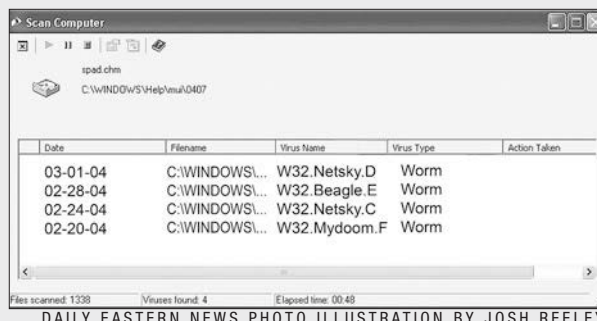 Scan Computer
spad.chm
C:\WINDOWS\Help\mui\0407
Date Filename Virus Name Virus Type Action Taken
03-01-04 C:\WINDOWS\... W32.Netsky.D Worm
02-28-04 C:\WINDOWS\... W32.Beagle.E Worm
02-24-04 C:\WINDOWS\... W32.Netsky.C Worm
02-20-04 C:\WINDOWS\... W32.Mydoom.F Worm
Files scanned: 1338 Viruses found: 4 Elapsed time: 00:48
DAILY EASTERN NEWS PHOTO ILLUSTRATION BY JOSH REELEY